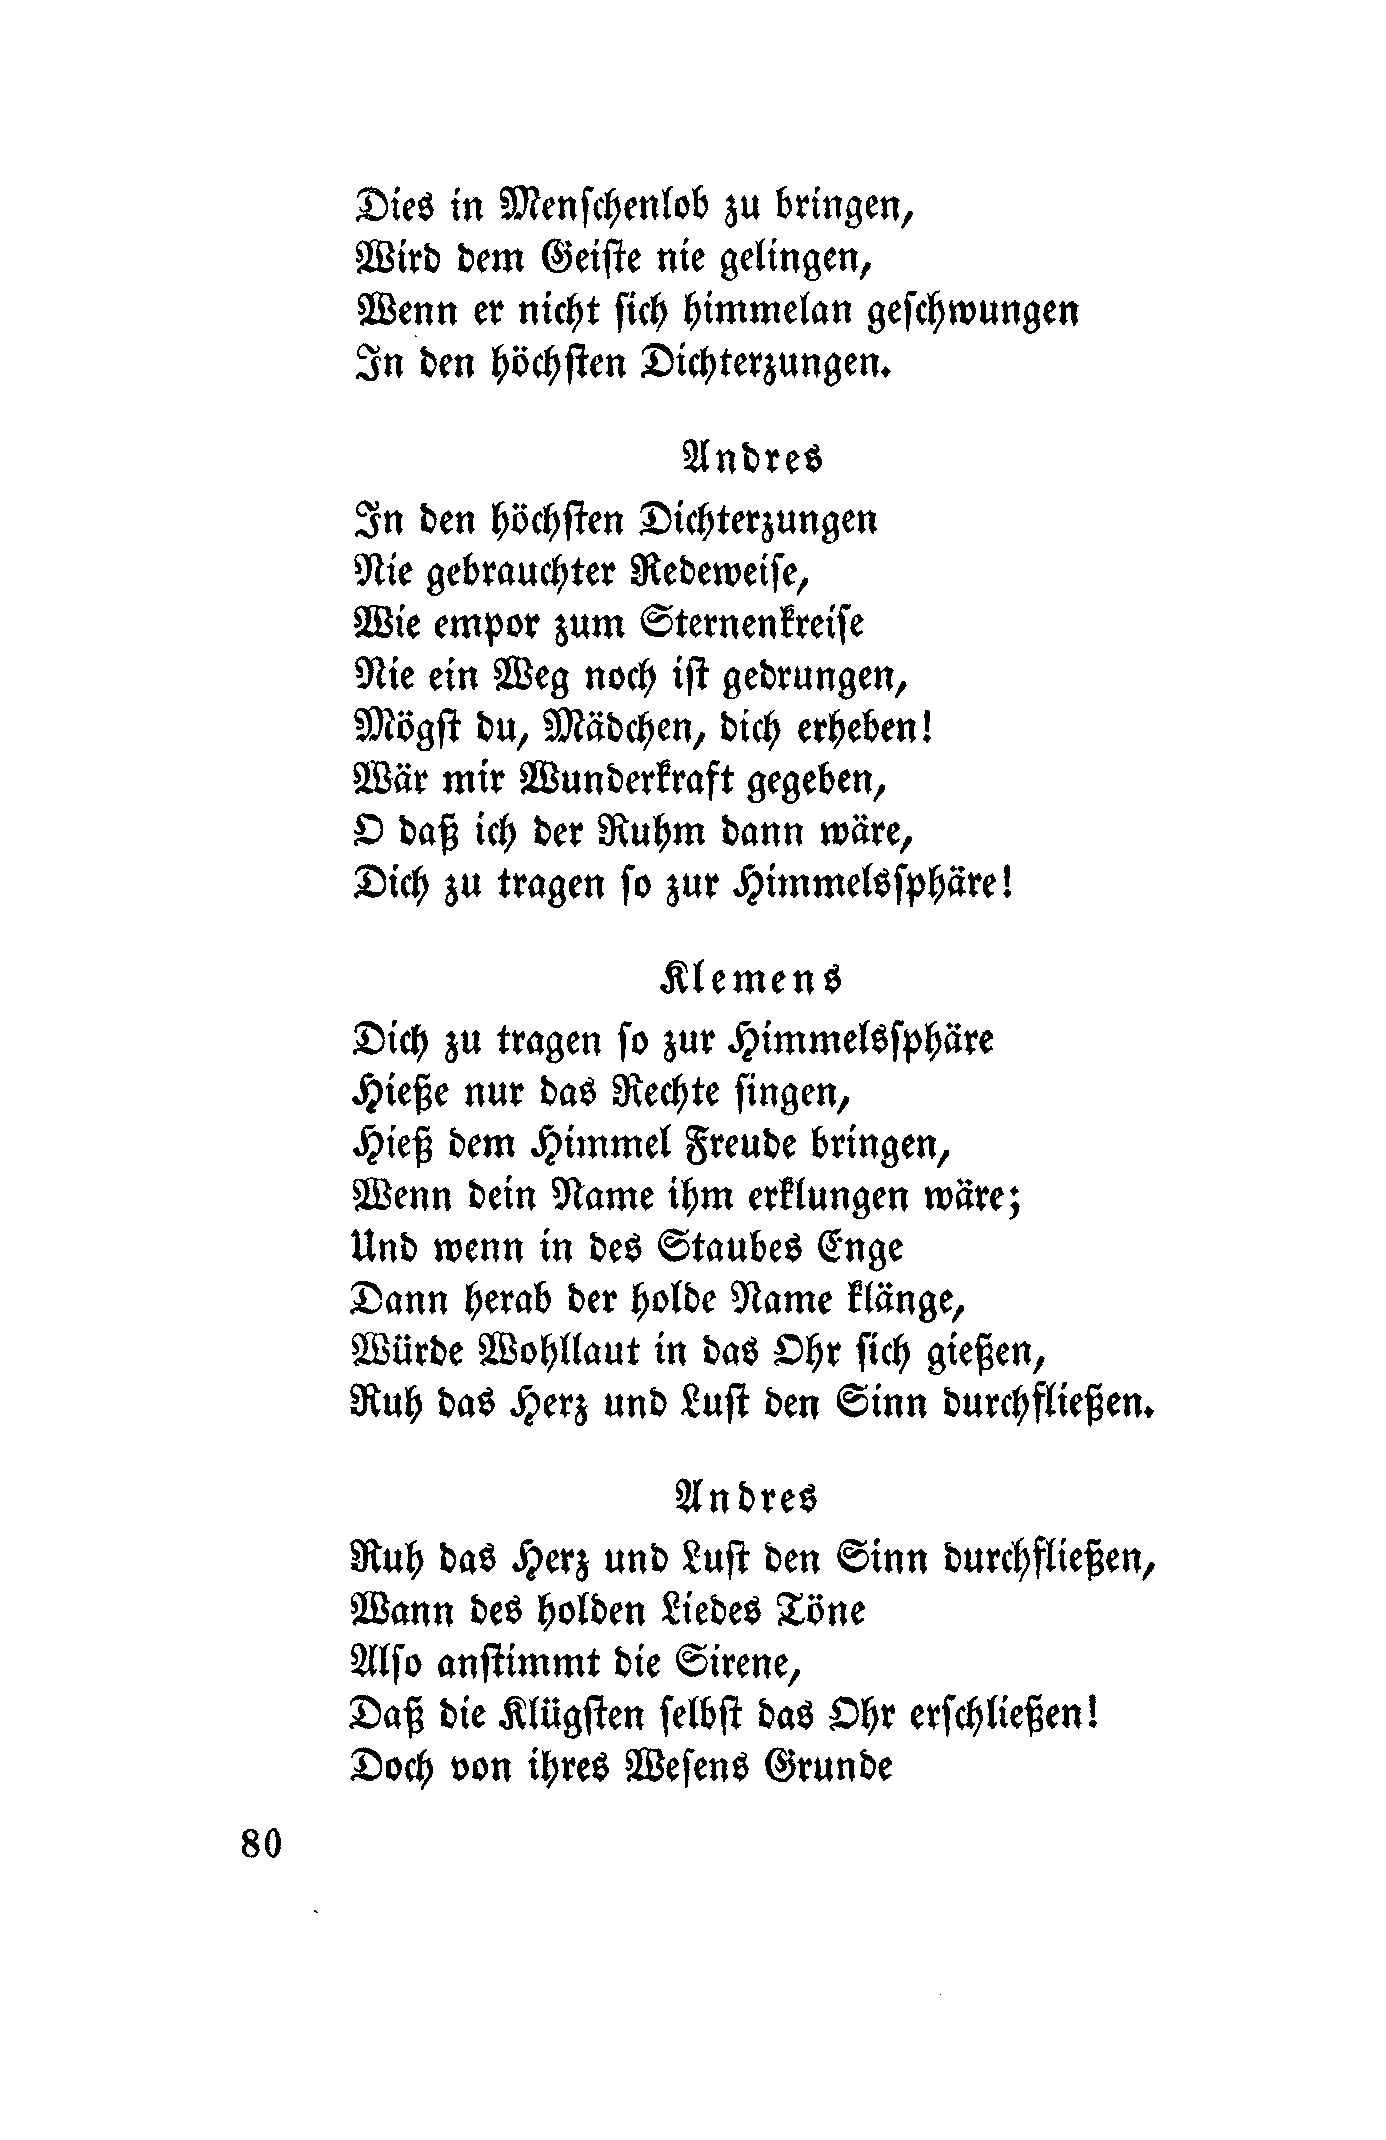 Dies in Menschenlob zu bringen,
Wird dem Geiste nie gelingen,
Wenn er nicht sich himmelan geschwungen
In den höchsten Dichterzungen.
Andres
In den höchsten Dichterzungen
Nie gebrauchter Redeweise,
Wie empor zum Sternenkreise
Nie ein Weg noch ist gedrungen,
Mögst du, Mädchen, dich erheben!
Wär mir Wunderkraft gegeben,
O daß ich der Ruhm dann wäre,
Dich zu tragen so zur Himmelssphäre!
Klemens
Dich zu tragen so zur Himmelssphäre
Hieße nur das Rechte singen,
Hieß dem Himmel Freude bringen,
Wenn dein Name ihm erklungen wäre;
Und wenn in des Staubes Enge
Dann herab der holde Name klänge,
Würde Wohllaut in das Ohr sich gießen,
Ruh das Herz und Lust den Sinn durchfließen.
Andres
Ruh das Herz und Lust den Sinn durchfließen,
Wann des holden Liedes Töne
Also anstimmt die Sirene,
Daß die Klügsten selbst das Ohr erschließen!
Doch von ihres Wesens Grunde
80